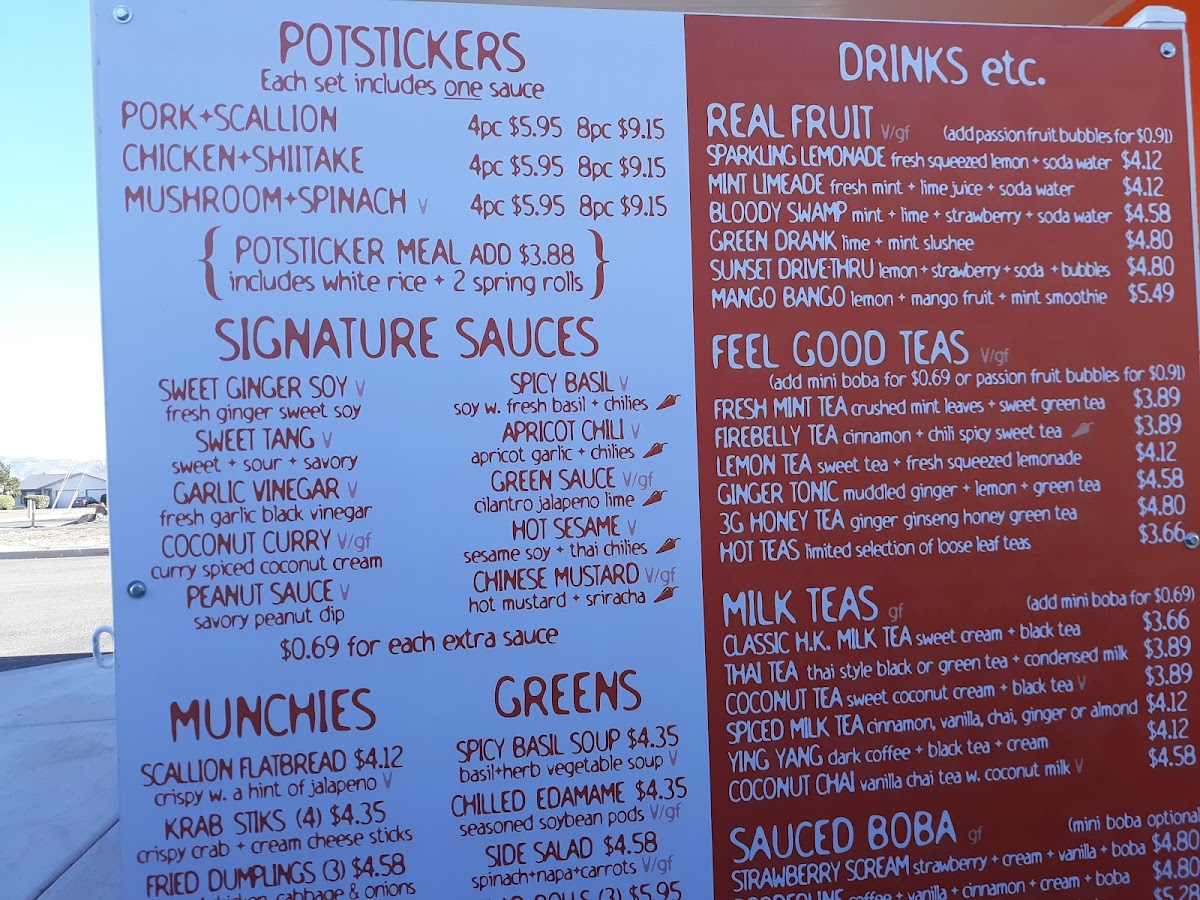 POTSTICKERS
Each set includes one sauce
PORK+SCALLION 4pc $5.95 8pc $9.15
CHICKEN+SHIITAKE 4pc $5.95 8pc $9.15
MUSHROOM+SPINACH V 4pc $5.95 8pc $9.15
{ POTSTICKER MEAL ADD $3.88
includes white rice + 2 spring rolls }
SIGNATURE SAUCES
SWEET GINGER SOY V
fresh ginger sweet soy
SWEET TANG V
sweet + sour + savory
GARLIC VINEGAR V
fresh garlic black vinegar
COCONUT CURRY V/gf
curry spiced coconut cream
PEANUT SAUCE V
savory peanut dip
SPICY BASIL V
soy w. fresh basil + chilies
APRICOT CHILI V
apricot garlic + chilies
GREEN SAUCE V/gf
cilantro jalapeno lime
HOT SESAME V
sesame soy + thai chilies
CHINESE MUSTARD V/gf
hot mustard + sriracha
$0.69 for each extra sauce
MUNCHIES
SCALLION FLATBREAD $4.12
crispy w. a hint of jalapeno V
KRAB STIKS (4) $4.35
crispy crab + cream cheese sticks
FRIED DUMPLINGS (3) $4.58
chicken, cabbage & onions
GREENS
SPICY BASIL SOUP $4.35
basil+herb vegetable soup V
CHILLED EDAMAME $4.35
seasoned soybean pods V/gf
SIDE SALAD $4.58
spinach+napa+carrots V/gf
ROLLS (3) $5.95
DRINKS etc.
REAL FRUIT V/gf (add passion fruit bubbles for $0.91)
SPARKLING LEMONADE fresh squeezed lemon + soda water $4.12
MINT LIMEADE fresh mint + lime juice + soda water $4.12
BLOODY SWAMP mint + lime + strawberry + soda water $4.58
GREEN DRANK lime + mint slushee $4.80
SUNSET DRIVE-THRU lemon + strawberry + soda + bubbles $4.80
MANGO BANGO lemon + mango fruit + mint smoothie $5.49
FEEL GOOD TEAS V/gf
(add mini boba for $0.69 or passion fruit bubbles for $0.91)
FRESH MINT TEA crushed mint leaves + sweet green tea $3.89
FIREBELLY TEA cinnamon + chili spicy sweet tea $3.89
LEMON TEA sweet tea + fresh squeezed lemonade $4.12
GINGER TONIC muddled ginger + lemon + green tea $4.58
3G HONEY TEA ginger ginseng honey green tea $4.80
HOT TEAS limited selection of loose leaf teas $3.66
MILK TEAS gf (add mini boba for $0.69)
CLASSIC H.K. MILK TEA sweet cream + black tea $3.66
THAI TEA thai style black or green tea + condensed milk $3.89
COCONUT TEA sweet coconut cream + black tea V $3.89
SPICED MILK TEA cinnamon, vanilla, chai, ginger or almond $4.12
YING YANG dark coffee + black tea + cream $4.12
COCONUT CHAI vanilla chai tea w. coconut milk V $4.58
SAUCED BOBA gf (mini boba optional
STRAWBERRY SCREAM strawberry + cream + vanilla + boba $4.80
coffee + vanilla + cinnamon + cream + boba $4.80
$5.28